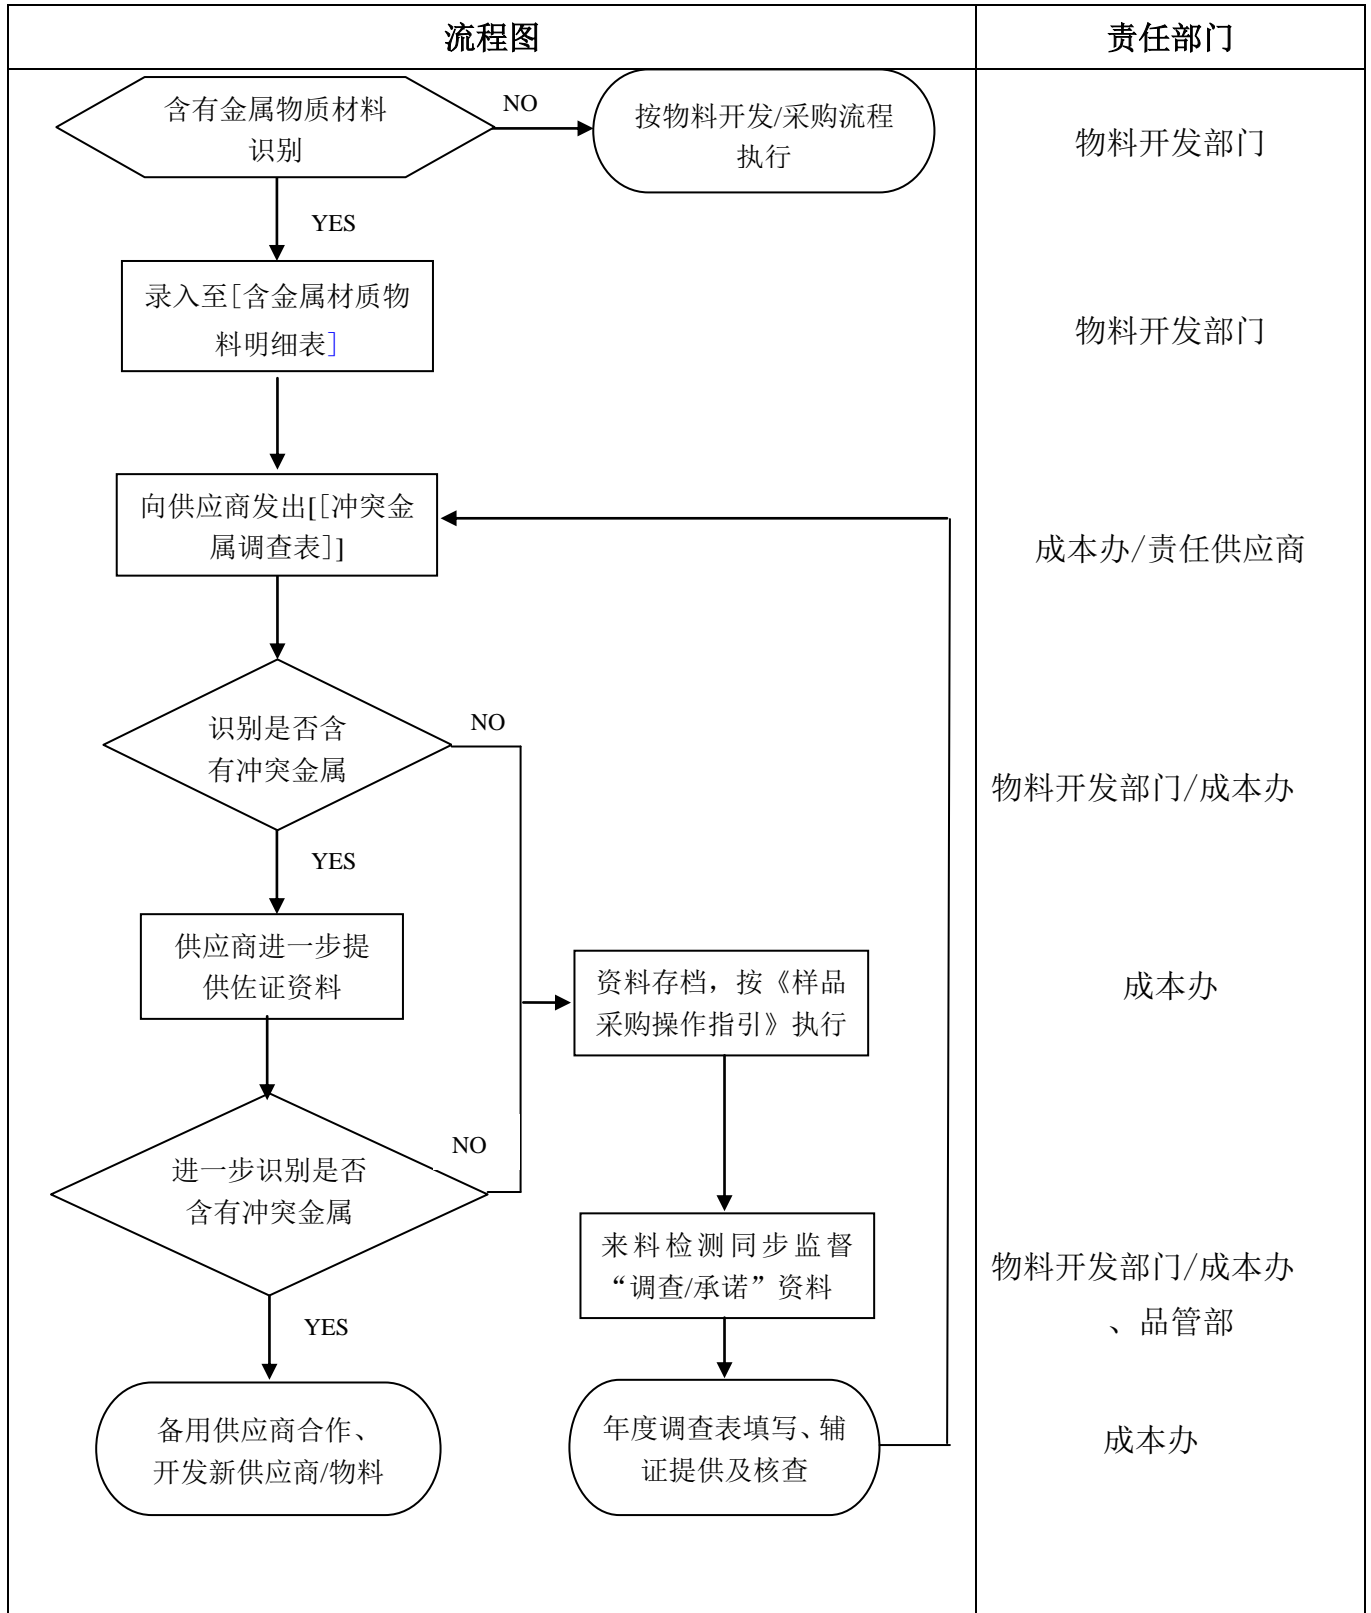 流程图
责任部门
含有金属物质材料
识别
NO
按物料开发/采购流程
执行
物料开发部门
YES
录入至[含金属材质物
料明细表]
物料开发部门
向供应商发出[[冲突金
属调查表]]
成本办/责任供应商
识别是否含
有冲突金属
NO
物料开发部门/成本办
YES
供应商进一步提
供佐证资料
资料存档，按《样品
采购操作指引》执行
成本办
进一步识别是否
含有冲突金属
NO
来料检测同步监督
“调查/承诺”资料
物料开发部门/成本办
、品管部
YES
备用供应商合作、
开发新供应商/物料
年度调查表填写、辅
证提供及核查
成本办